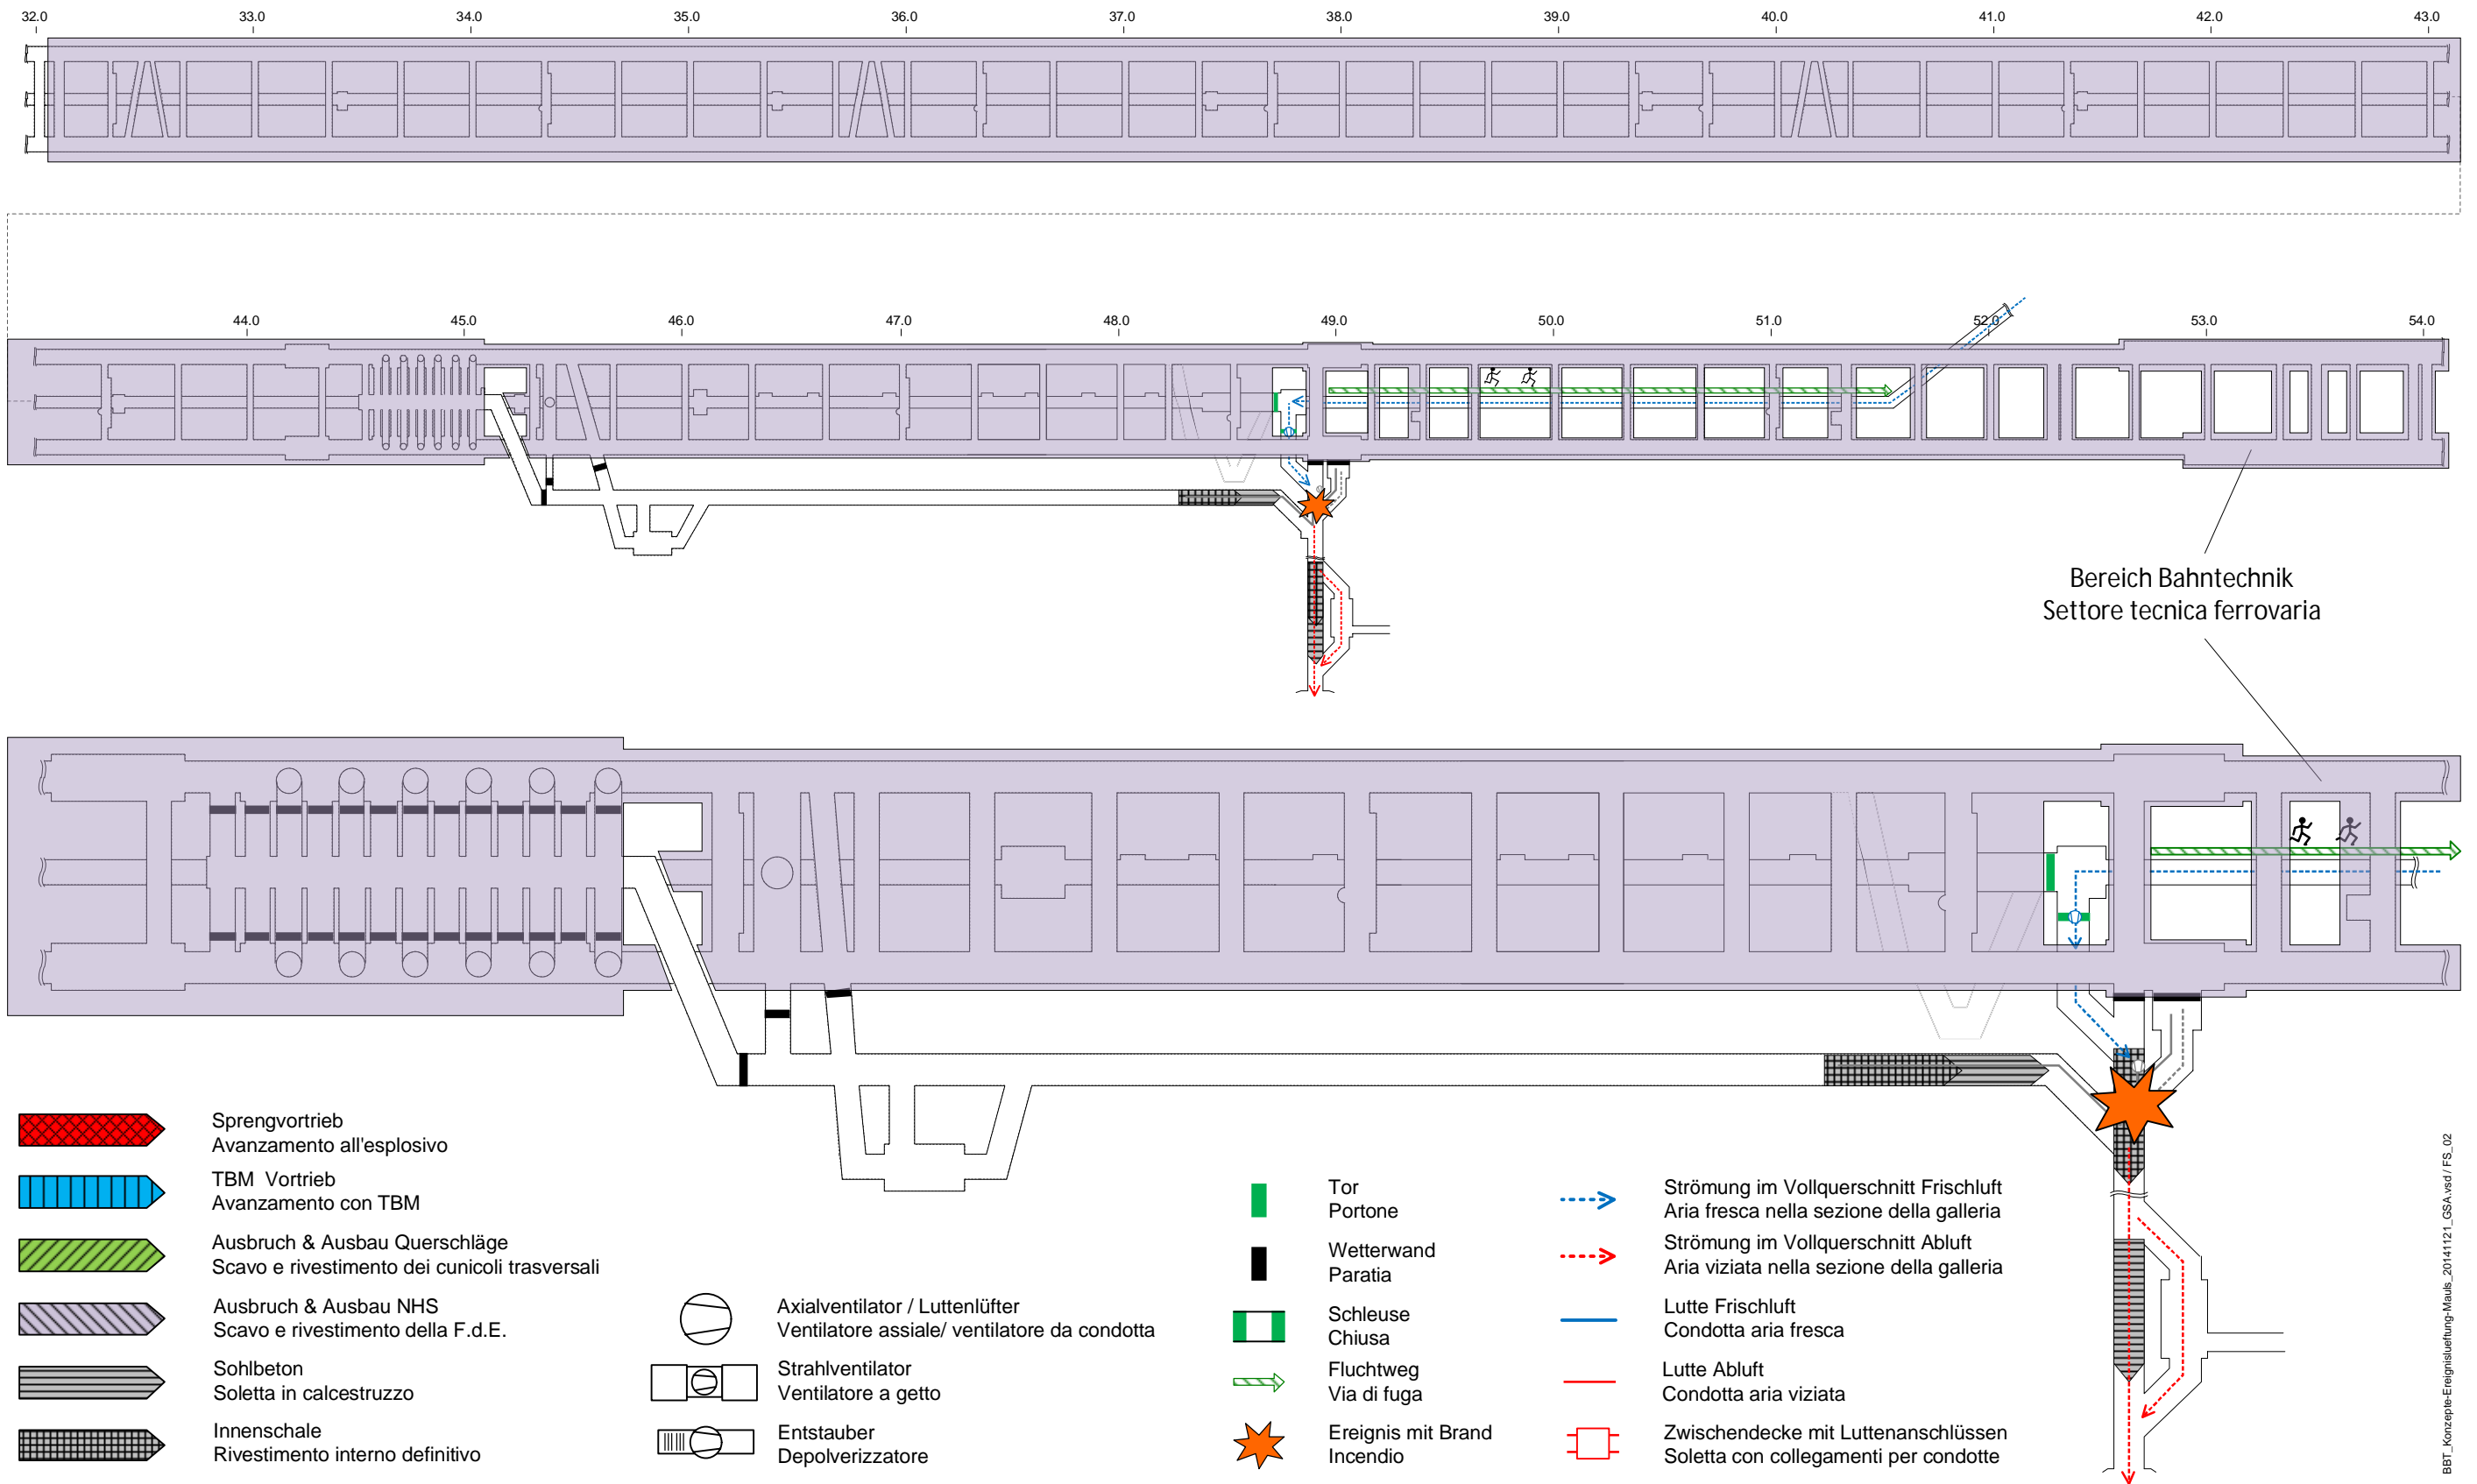 32.0 33.0 34.0 35.0 36.0 37.0 38.0 39.0 40.0 41.0 42.0 43.0
44.0 45.0 46.0 47.0 48.0 49.0 50.0 51.0 52.0 53.0 54.0
Bereich Bahntechnik
Settore tecnica ferrovaria
Sprengvortrieb
Avanzamento all'esplosivo
TBM Vortrieb
Avanzamento con TBM
Ausbruch & Ausbau Querschläge
Scavo e rivestimento dei cunicoli trasversali
Ausbruch & Ausbau NHS
Scavo e rivestimento della F.d.E.
Sohlbeton
Soletta in calcestruzzo
Innenschale
Rivestimento interno definitivo
Axialventilator / Luttenlüfter
Ventilatore assiale/ ventilatore da condotta
Strahlventilator
Ventilatore a getto
Entstauber
Depolverizzatore
Tor
Portone
Wetterwand
Paratia
Schleuse
Chiusa
Fluchtweg
Via di fuga
Ereignis mit Brand
Incendio
Strömung im Vollquerschnitt Frischluft
Aria fresca nella sezione della galleria
Strömung im Vollquerschnitt Abluft
Aria viziata nella sezione della galleria
Lutte Frischluft
Condotta aria fresca
Lutte Abluft
Condotta aria viziata
Zwischendecke mit Luttenanschlüssen
Soletta con collegamenti per condotte
BBT_Konzepte-Ereignislueftung-Mauls_20141121_GSA.vsd / FS_02